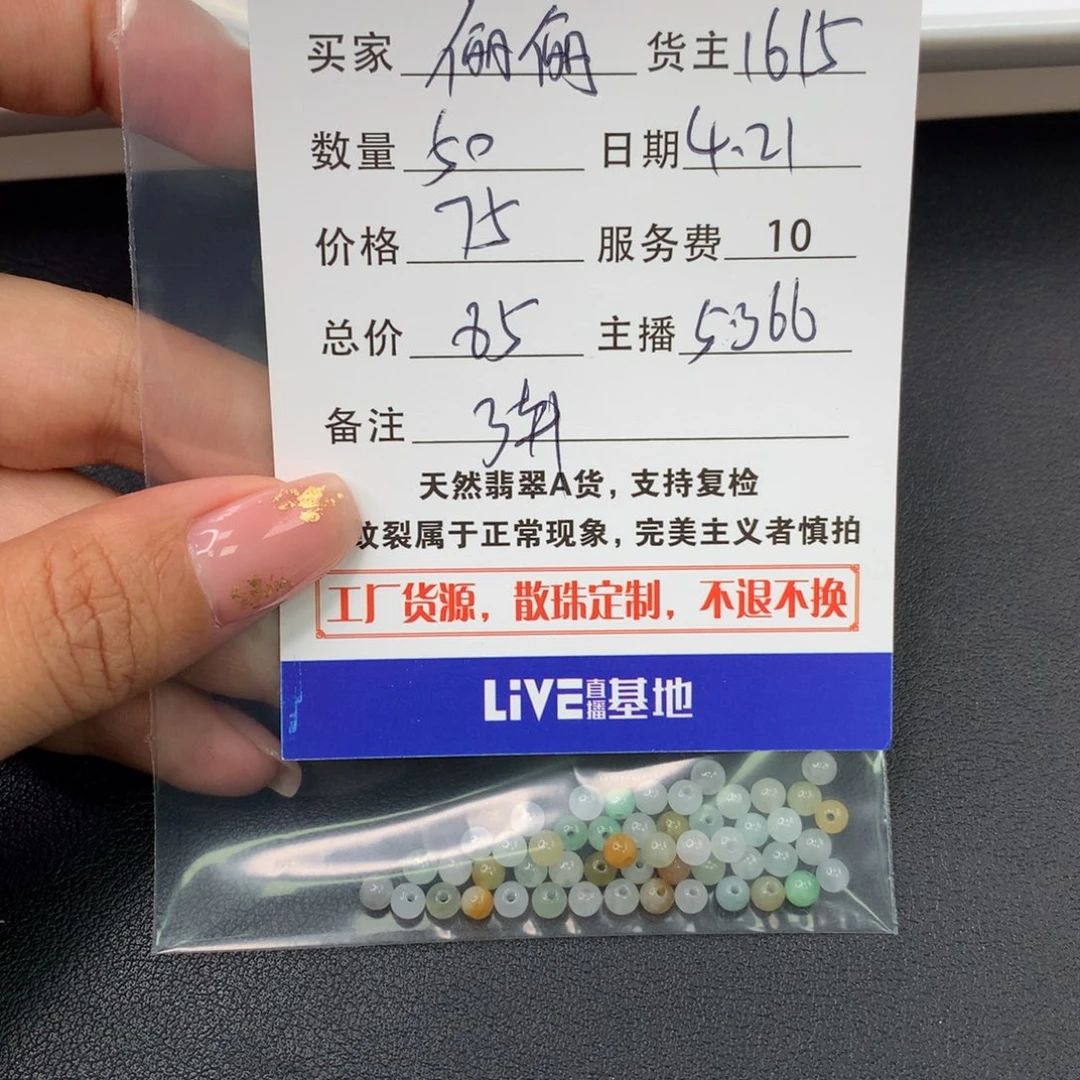 买家 俪俪 货主 1615
数量 50 日期 4.21
价格 75 服务费 10
总价 85 主播 5366
备注
天然翡翠A货，支持复检
纹裂属于正常现象，完美主义者慎拍
工厂货源，散珠定制，不退不换
LiVE直播基地